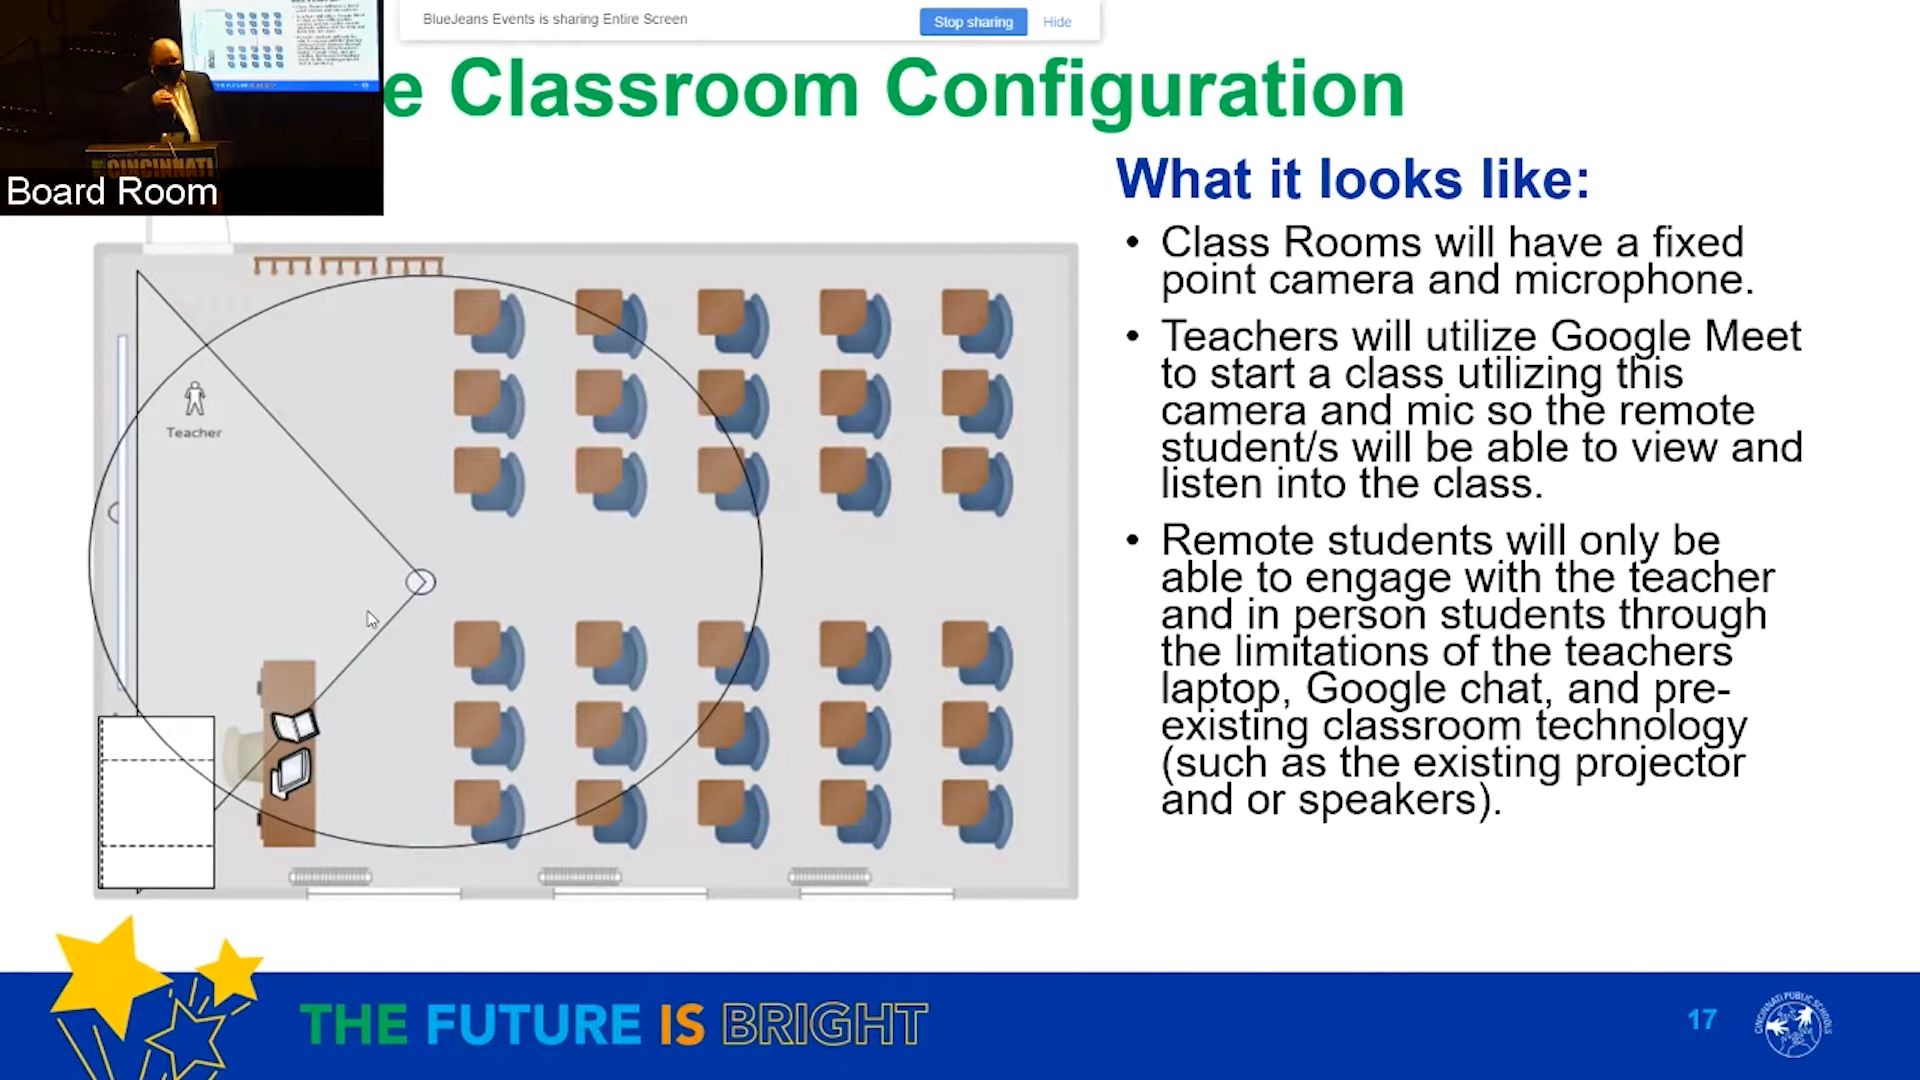 BlueJeans Events is sharing Entire Screen
Stop sharing
Hide
e Classroom Configuration
CINCINNATI
Board Room
Teacher
What it looks like:
• Class Rooms will have a fixed
point camera and microphone.
• Teachers will utilize Google Meet
to start a class utilizing this
camera and mic so the remote
student/s will be able to view and
listen into the class.
• Remote students will only be
able to engage with the teacher
and in person students through
the limitations of the teachers
laptop, Google chat, and pre-
existing classroom technology
(such as the existing projector
and or speakers).
THE FUTURE IS BRIGHT
17
CINCINNATI PUBLIC SCHOOLS